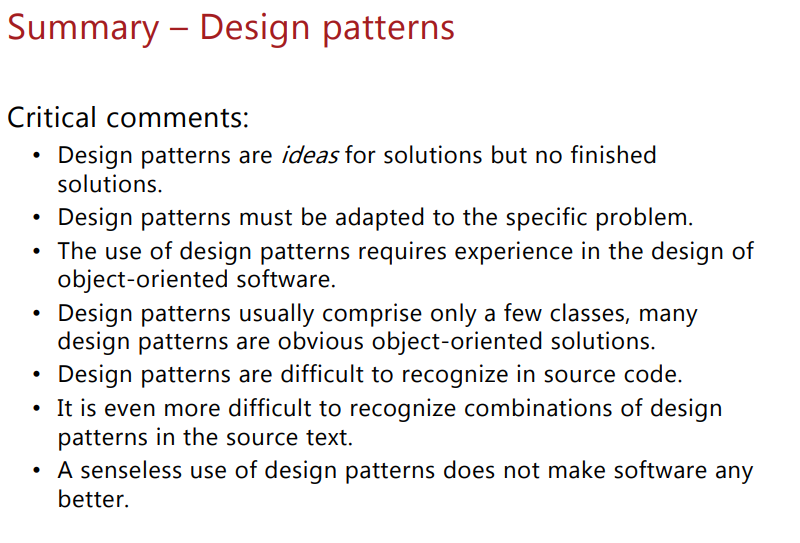 Summary – Design patterns
Critical comments:
• Design patterns are ideas for solutions but no finished
solutions.
• Design patterns must be adapted to the specific problem.
• The use of design patterns requires experience in the design of
object-oriented software.
• Design patterns usually comprise only a few classes, many
design patterns are obvious object-oriented solutions.
• Design patterns are difficult to recognize in source code.
• It is even more difficult to recognize combinations of design
patterns in the source text.
• A senseless use of design patterns does not make software any
better.